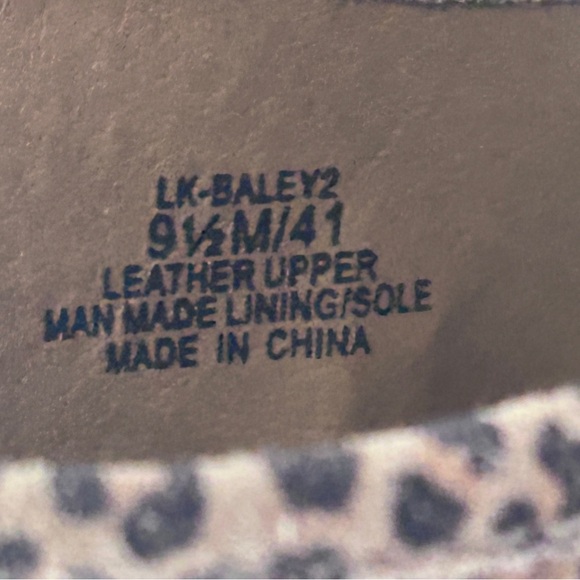 LK-BALEY2
9½M/41
LEATHER UPPER
MAN MADE LINING/SOLE
MADE IN CHINA